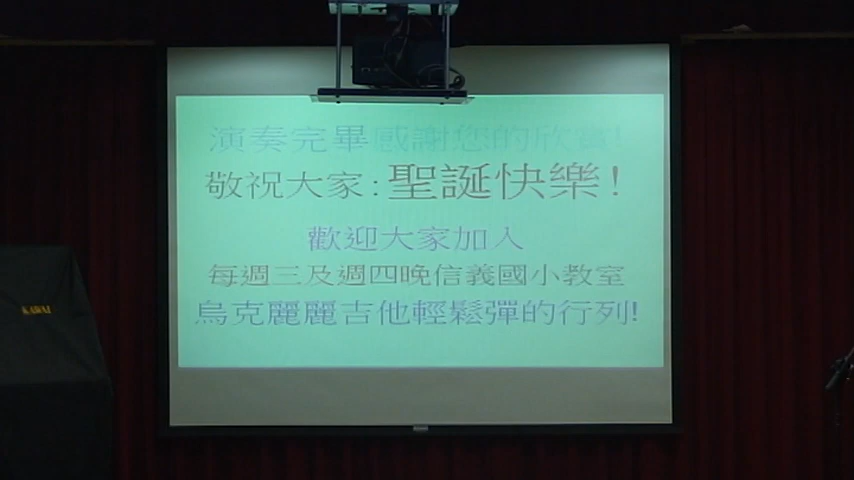 演奏完畢感謝您的欣賞!
敬祝大家:聖誕快樂!
歡迎大家加入
每週三及週四晚信義國小教室
烏克麗麗吉他輕鬆彈的行列!
KAWAI